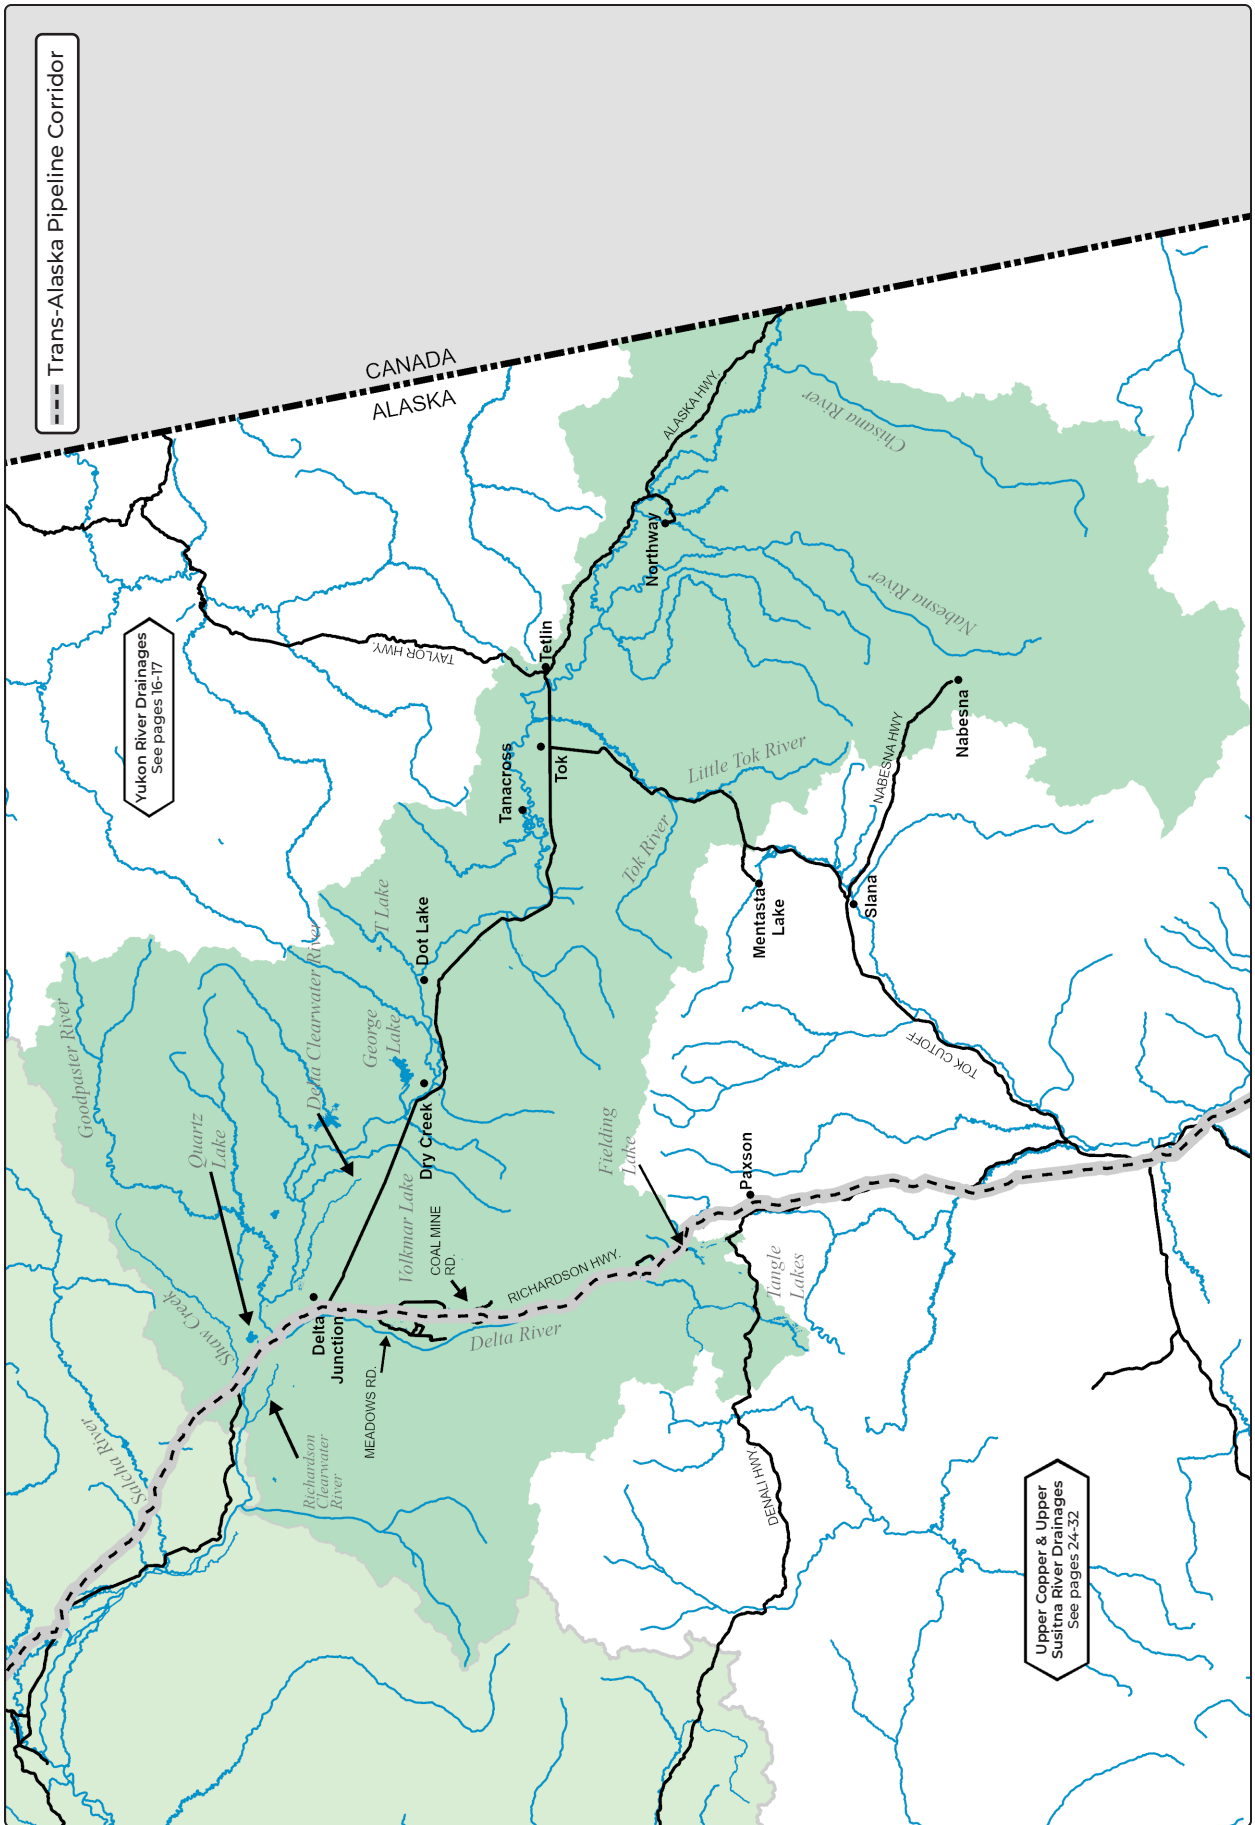 Trans-Alaska Pipeline Corridor
CANADA
ALASKA
Yukon River Drainages
See pages 16-17
TAYLOR HWY.
ALASKA HWY.
Chisana River
Northway
Nabesna River
Tetlin
Tanacross
Tok
Little Tok River
Tok River
NABESNA HWY
Nabesna
Mentasta
Lake
Slana
TOK CUTOFF
Goodpaster River
T Lake
Dot Lake
Delta Clearwater River
George
Lake
Dry Creek
Quartz
Lake
Volkmar Lake
COAL MINE
RD.
Fielding
Lake
Paxson
Shaw Creek
Delta
Junction
RICHARDSON HWY.
Delta River
Tangle
Lakes
MEADOWS RD.
Salcha River
Richardson
Clearwater
River
DENALI HWY.
Upper Copper & Upper
Susitna River Drainages
See pages 24-32